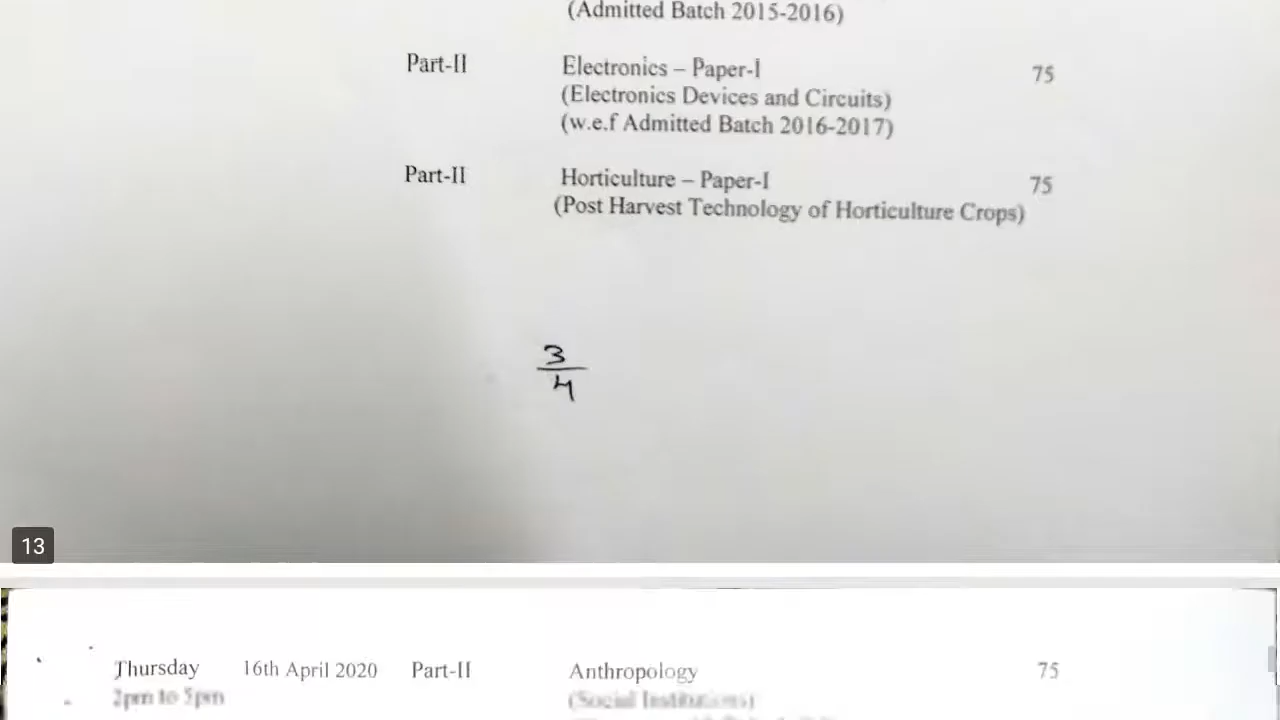 (Admitted Batch 2015-2016)
Part-II Electronics – Paper-I 75
(Electronics Devices and Circuits)
(w.e.f Admitted Batch 2016-2017)
Part-II Horticulture – Paper-I 75
(Post Harvest Technology of Horticulture Crops)
3
4
13
Thursday 16th April 2020 Part-II Anthropology 75
2pm to 5pm (Social Institutions)